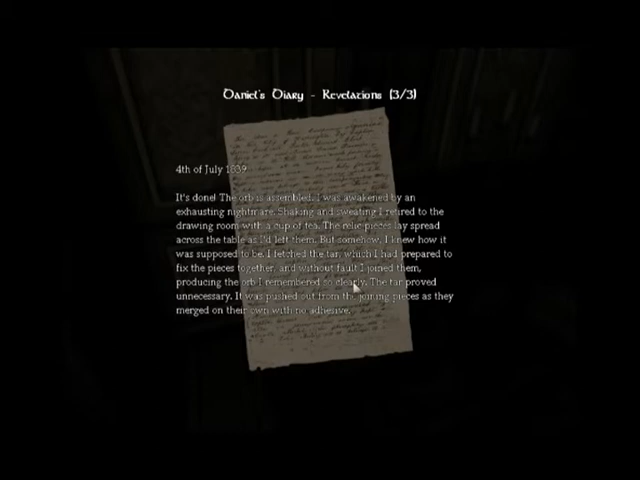 Daniel's Diary - Revelations (3/3)
4th of July 1839
It's done! The orb is assembled. I was awakened by an
exhausting nightmare. Shaking and sweating I retired to the
drawing room with a cup of tea. The relic pieces lay spread
across the table as I'd left them. But somehow, I knew how it
was supposed to be. I fetched the tar, which I had prepared to
fix the pieces together, and without fault I joined them,
producing the orb I remembered so clearly. The tar proved
unnecessary. It was pushed out from the joining pieces as they
merged on their own with no adhesive.